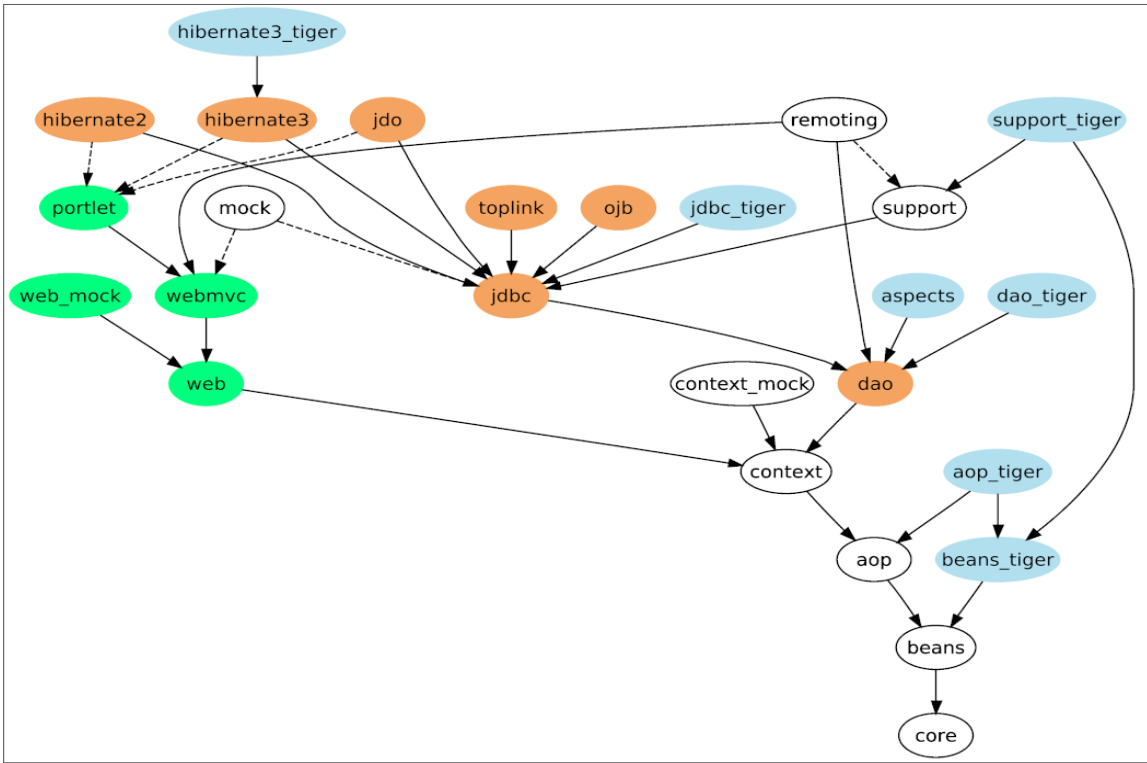 hibernate3_tiger
hibernate2
hibernate3
jdo
remoting
support_tiger
portlet
mock
toplink
ojb
jdbc_tiger
support
web_mock
webmvc
jdbc
aspects
dao_tiger
web
context_mock
dao
context
aop_tiger
aop
beans_tiger
beans
core